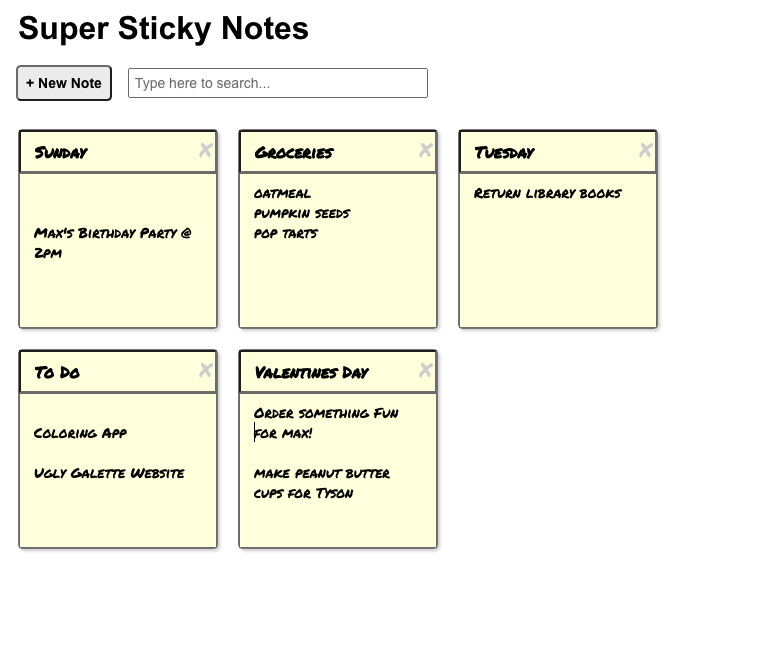 Super Sticky Notes
+ New Note
Type here to search...
Sunday
Max's Birthday Party @
2pm
Groceries
oatmeal
pumpkin seeds
pop tarts
Tuesday
Return library books
To Do
Coloring App
Ugly Galette Website
Valentines Day
Order something Fun
for max!
make peanut butter
cups for Tyson